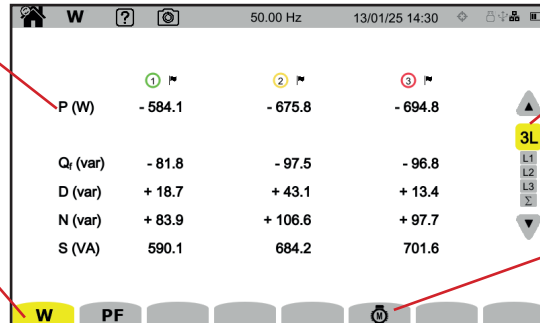 W ? 50.00 Hz 13/01/25 14:30
1 2 3
P (W) - 584.1 - 675.8 - 694.8
3L
L1
Qf (var) - 81.8 - 97.5 - 96.8
L2
D (var) + 18.7 + 43.1 + 13.4
L3
Σ
N (var) + 83.9 + 106.6 + 97.7
S (VA) 590.1 684.2 701.6
W PF M